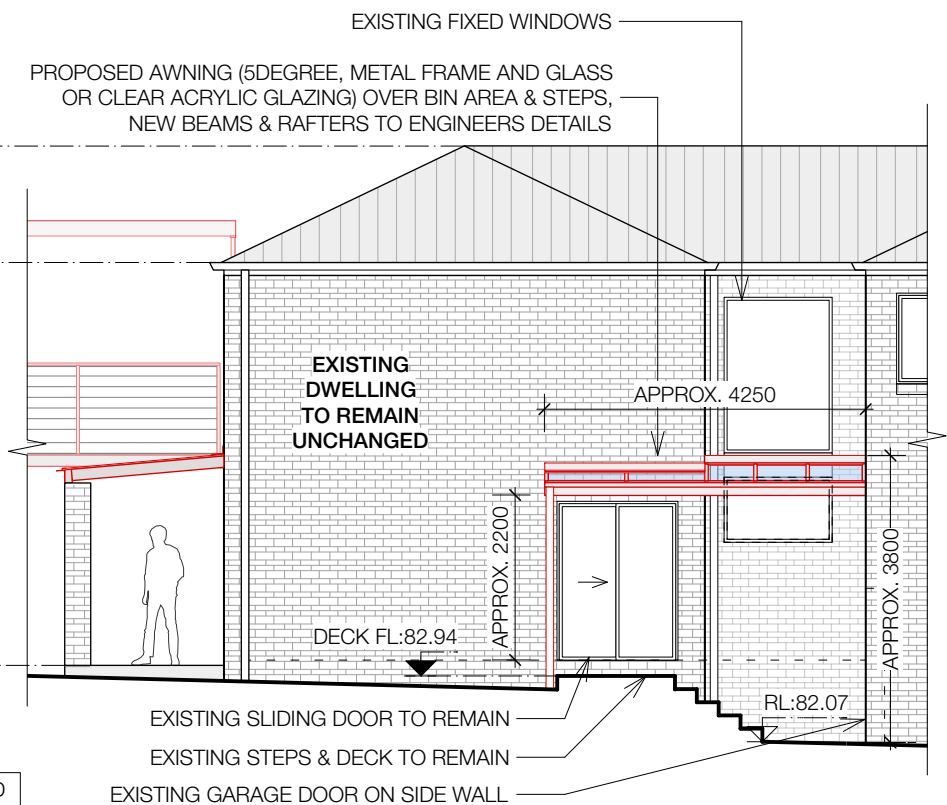 EXISTING FIXED WINDOWS
PROPOSED AWNING (5DEGREE, METAL FRAME AND GLASS
OR CLEAR ACRYLIC GLAZING) OVER BIN AREA & STEPS,
NEW BEAMS & RAFTERS TO ENGINEERS DETAILS
EXISTING
DWELLING
TO REMAIN
UNCHANGED
APPROX. 4250
APPROX. 2200
APPROX. 3800
DECK FL:82.94
RL:82.07
EXISTING SLIDING DOOR TO REMAIN
EXISTING STEPS & DECK TO REMAIN
EXISTING GARAGE DOOR ON SIDE WALL